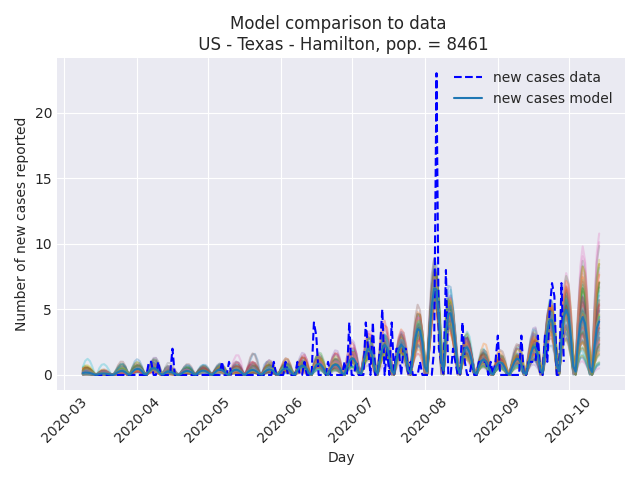 Model comparison to data
US - Texas - Hamilton, pop. = 8461
new cases data
new cases model
Number of new cases reported
20
15
10
5
0
2020-03
2020-04
2020-05
2020-06
2020-07
2020-08
2020-09
2020-10
Day